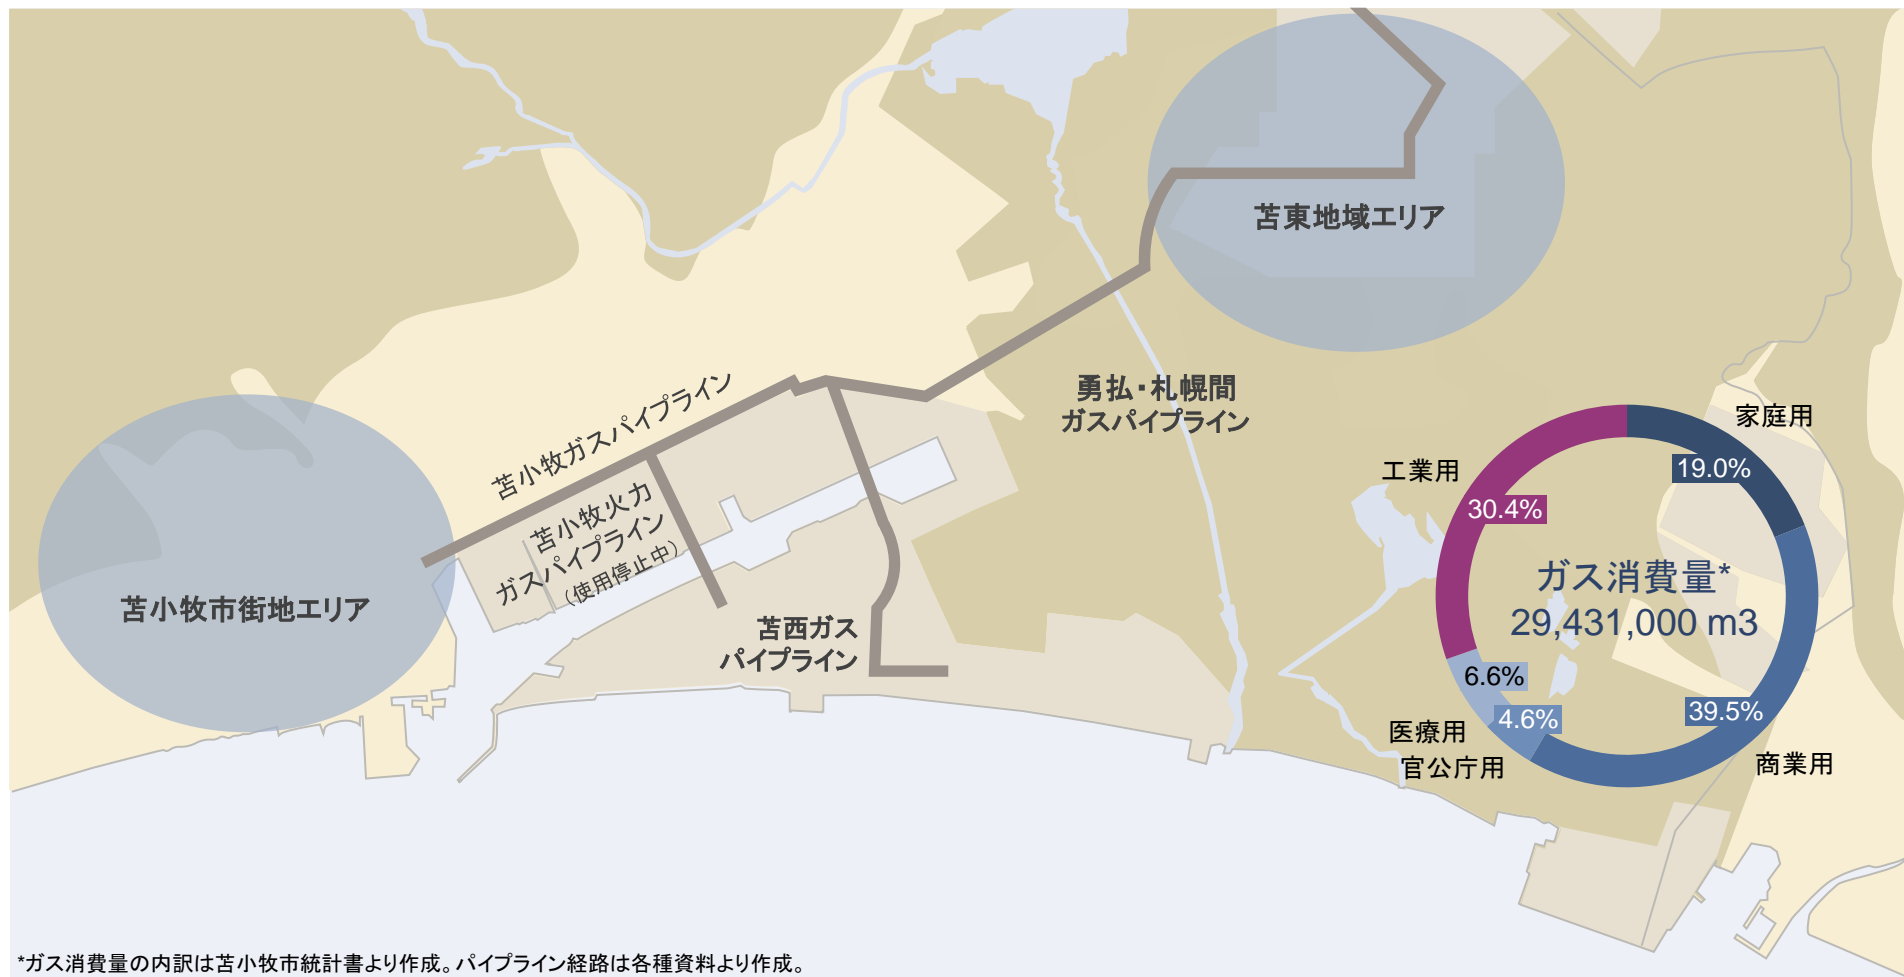 苫東地域エリア
勇払・札幌間
ガスパイプライン
苫小牧ガスパイプライン
苫小牧火力
ガスパイプライン
（使用停止中）
苫小牧市街地エリア
苫西ガス
パイプライン
家庭用
19.0%
工業用
30.4%
ガス消費量*
29,431,000 m3
6.6%
4.6%
39.5%
医療用
官公庁用
商業用
*ガス消費量の内訳は苫小牧市統計書より作成。パイプライン経路は各種資料より作成。